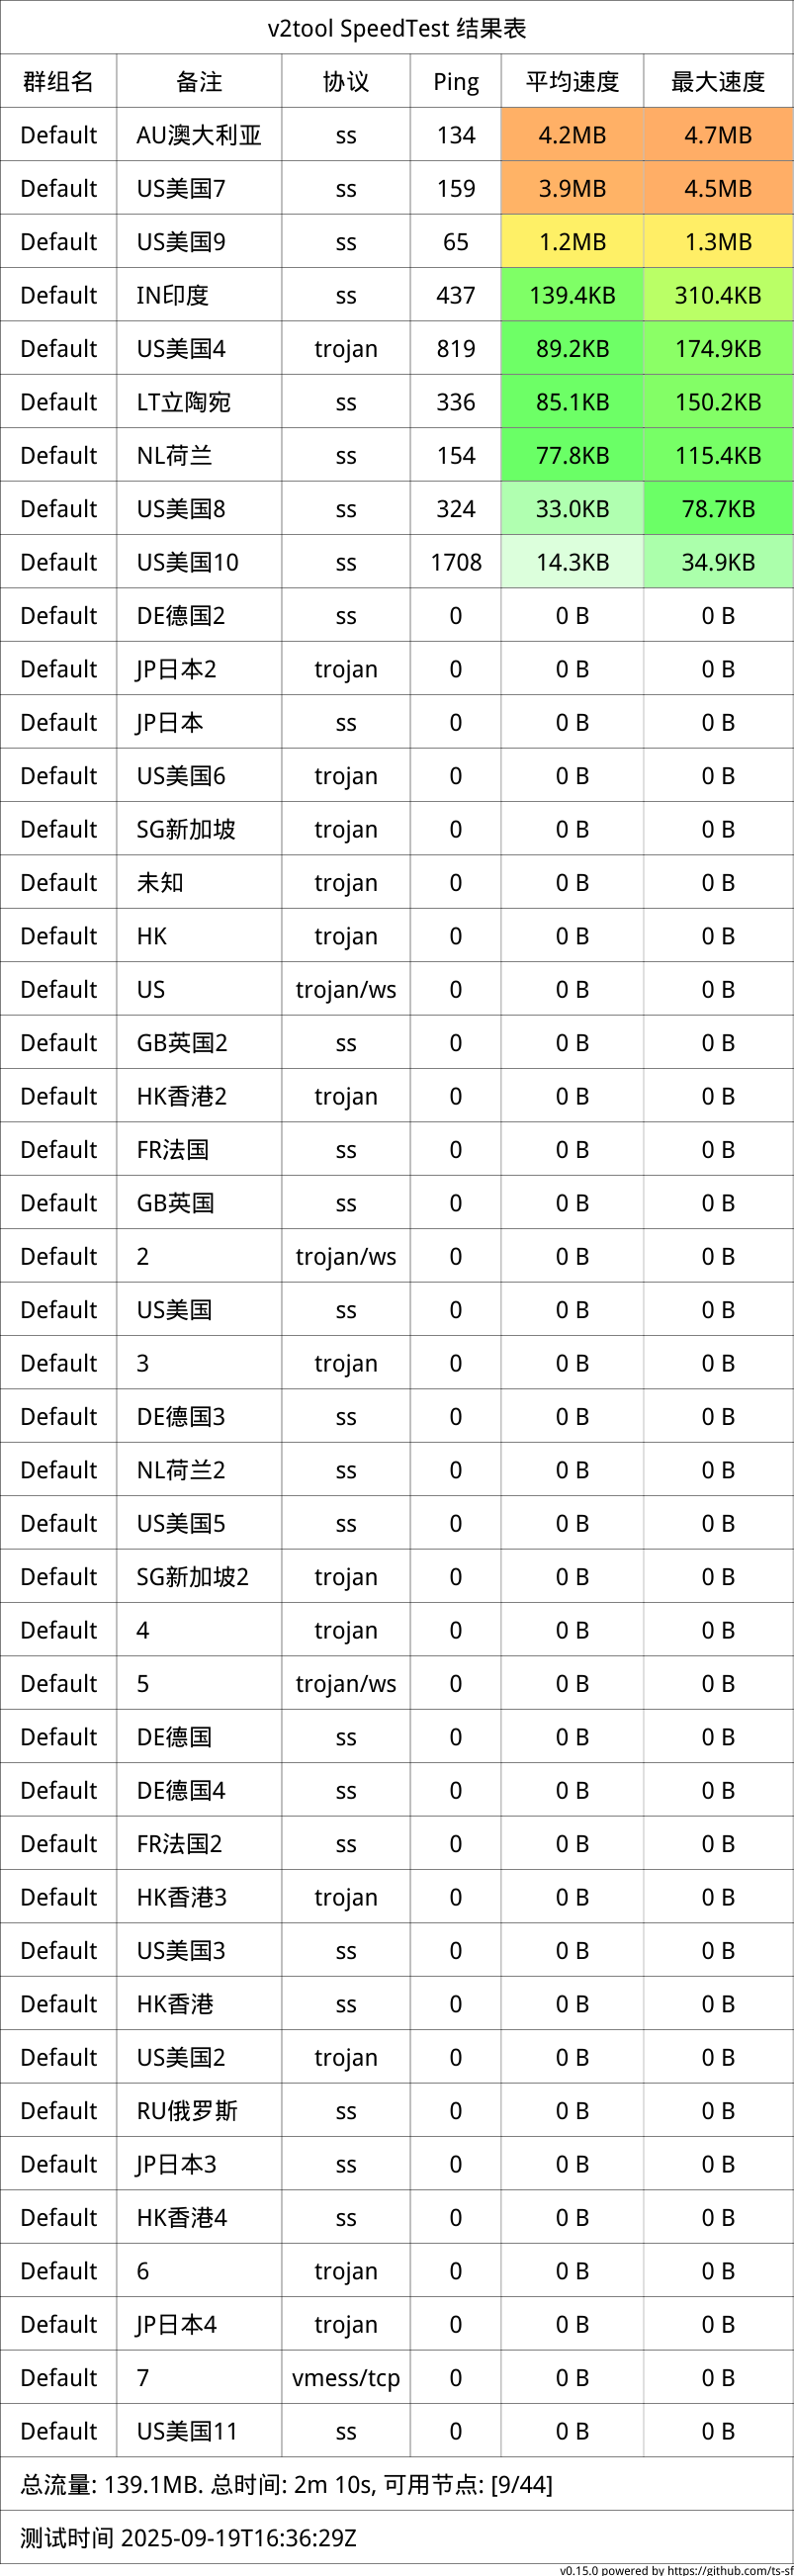 v2tool SpeedTest 结果表
群组名 备注 协议 Ping 平均速度 最大速度
Default AU澳大利亚 ss 134 4.2MB 4.7MB
Default US美国7 ss 159 3.9MB 4.5MB
Default US美国9 ss 65 1.2MB 1.3MB
Default IN印度 ss 437 139.4KB 310.4KB
Default US美国4 trojan 819 89.2KB 174.9KB
Default LT立陶宛 ss 336 85.1KB 150.2KB
Default NL荷兰 ss 154 77.8KB 115.4KB
Default US美国8 ss 324 33.0KB 78.7KB
Default US美国10 ss 1708 14.3KB 34.9KB
Default DE德国2 ss 0 0 B 0 B
Default JP日本2 trojan 0 0 B 0 B
Default JP日本 ss 0 0 B 0 B
Default US美国6 trojan 0 0 B 0 B
Default SG新加坡 trojan 0 0 B 0 B
Default 未知 trojan 0 0 B 0 B
Default HK trojan 0 0 B 0 B
Default US trojan/ws 0 0 B 0 B
Default GB英国2 ss 0 0 B 0 B
Default HK香港2 trojan 0 0 B 0 B
Default FR法国 ss 0 0 B 0 B
Default GB英国 ss 0 0 B 0 B
Default 2 trojan/ws 0 0 B 0 B
Default US美国 ss 0 0 B 0 B
Default 3 trojan 0 0 B 0 B
Default DE德国3 ss 0 0 B 0 B
Default NL荷兰2 ss 0 0 B 0 B
Default US美国5 ss 0 0 B 0 B
Default SG新加坡2 trojan 0 0 B 0 B
Default 4 trojan 0 0 B 0 B
Default 5 trojan/ws 0 0 B 0 B
Default DE德国 ss 0 0 B 0 B
Default DE德国4 ss 0 0 B 0 B
Default FR法国2 ss 0 0 B 0 B
Default HK香港3 trojan 0 0 B 0 B
Default US美国3 ss 0 0 B 0 B
Default HK香港 ss 0 0 B 0 B
Default US美国2 trojan 0 0 B 0 B
Default RU俄罗斯 ss 0 0 B 0 B
Default JP日本3 ss 0 0 B 0 B
Default HK香港4 ss 0 0 B 0 B
Default 6 trojan 0 0 B 0 B
Default JP日本4 trojan 0 0 B 0 B
Default 7 vmess/tcp 0 0 B 0 B
Default US美国11 ss 0 0 B 0 B
总流量: 139.1MB. 总时间: 2m 10s, 可用节点: [9/44]
测试时间 2025-09-19T16:36:29Z
v0.15.0 powered by https://github.com/ts-sf